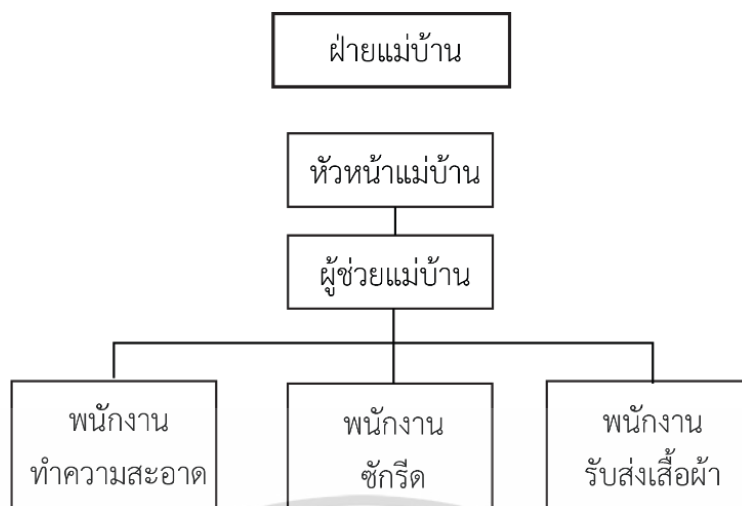 ฝ่ายแม่บ้าน
หัวหน้าแม่บ้าน
ผู้ช่วยแม่บ้าน
พนักงาน
ทำความสะอาด
พนักงาน
ซักรีด
พนักงาน
รับส่งเสื้อผ้า